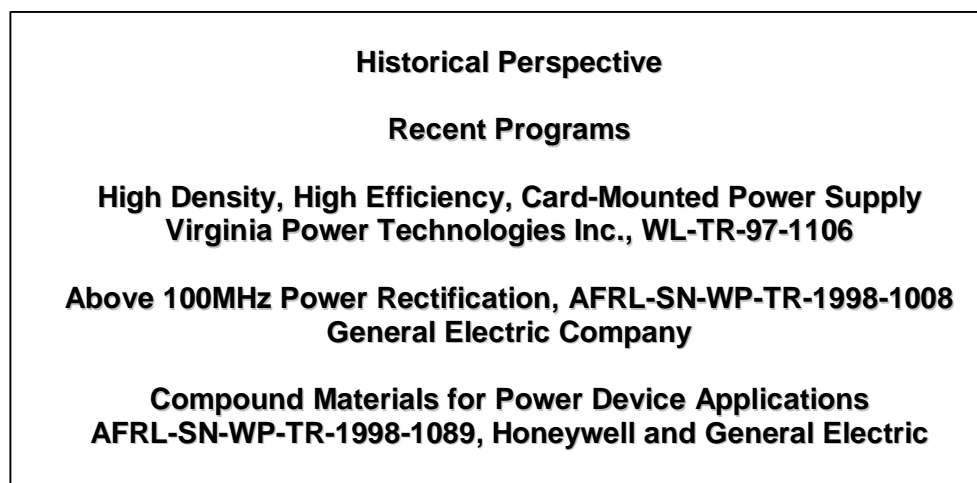 Historical Perspective
Recent Programs
High Density, High Efficiency, Card-Mounted Power Supply
Virginia Power Technologies Inc., WL-TR-97-1106
Above 100MHz Power Rectification, AFRL-SN-WP-TR-1998-1008
General Electric Company
Compound Materials for Power Device Applications
AFRL-SN-WP-TR-1998-1089, Honeywell and General Electric